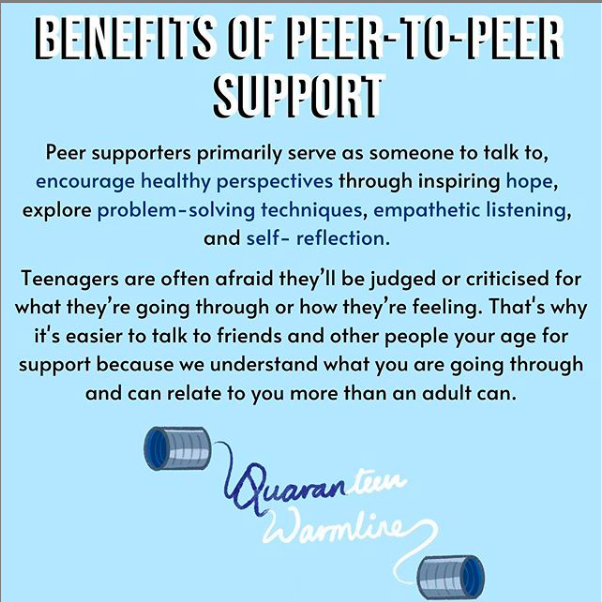 BENEFITS OF PEER-TO-PEER
SUPPORT
Peer supporters primarily serve as someone to talk to,
encourage healthy perspectives through inspiring hope,
explore problem-solving techniques, empathetic listening,
and self- reflection.
Teenagers are often afraid they'll be judged or criticised for
what they're going through or how they're feeling. That's why
it's easier to talk to friends and other people your age for
support because we understand what you are going through
and can relate to you more than an adult can.
Quaranteen
Warmline